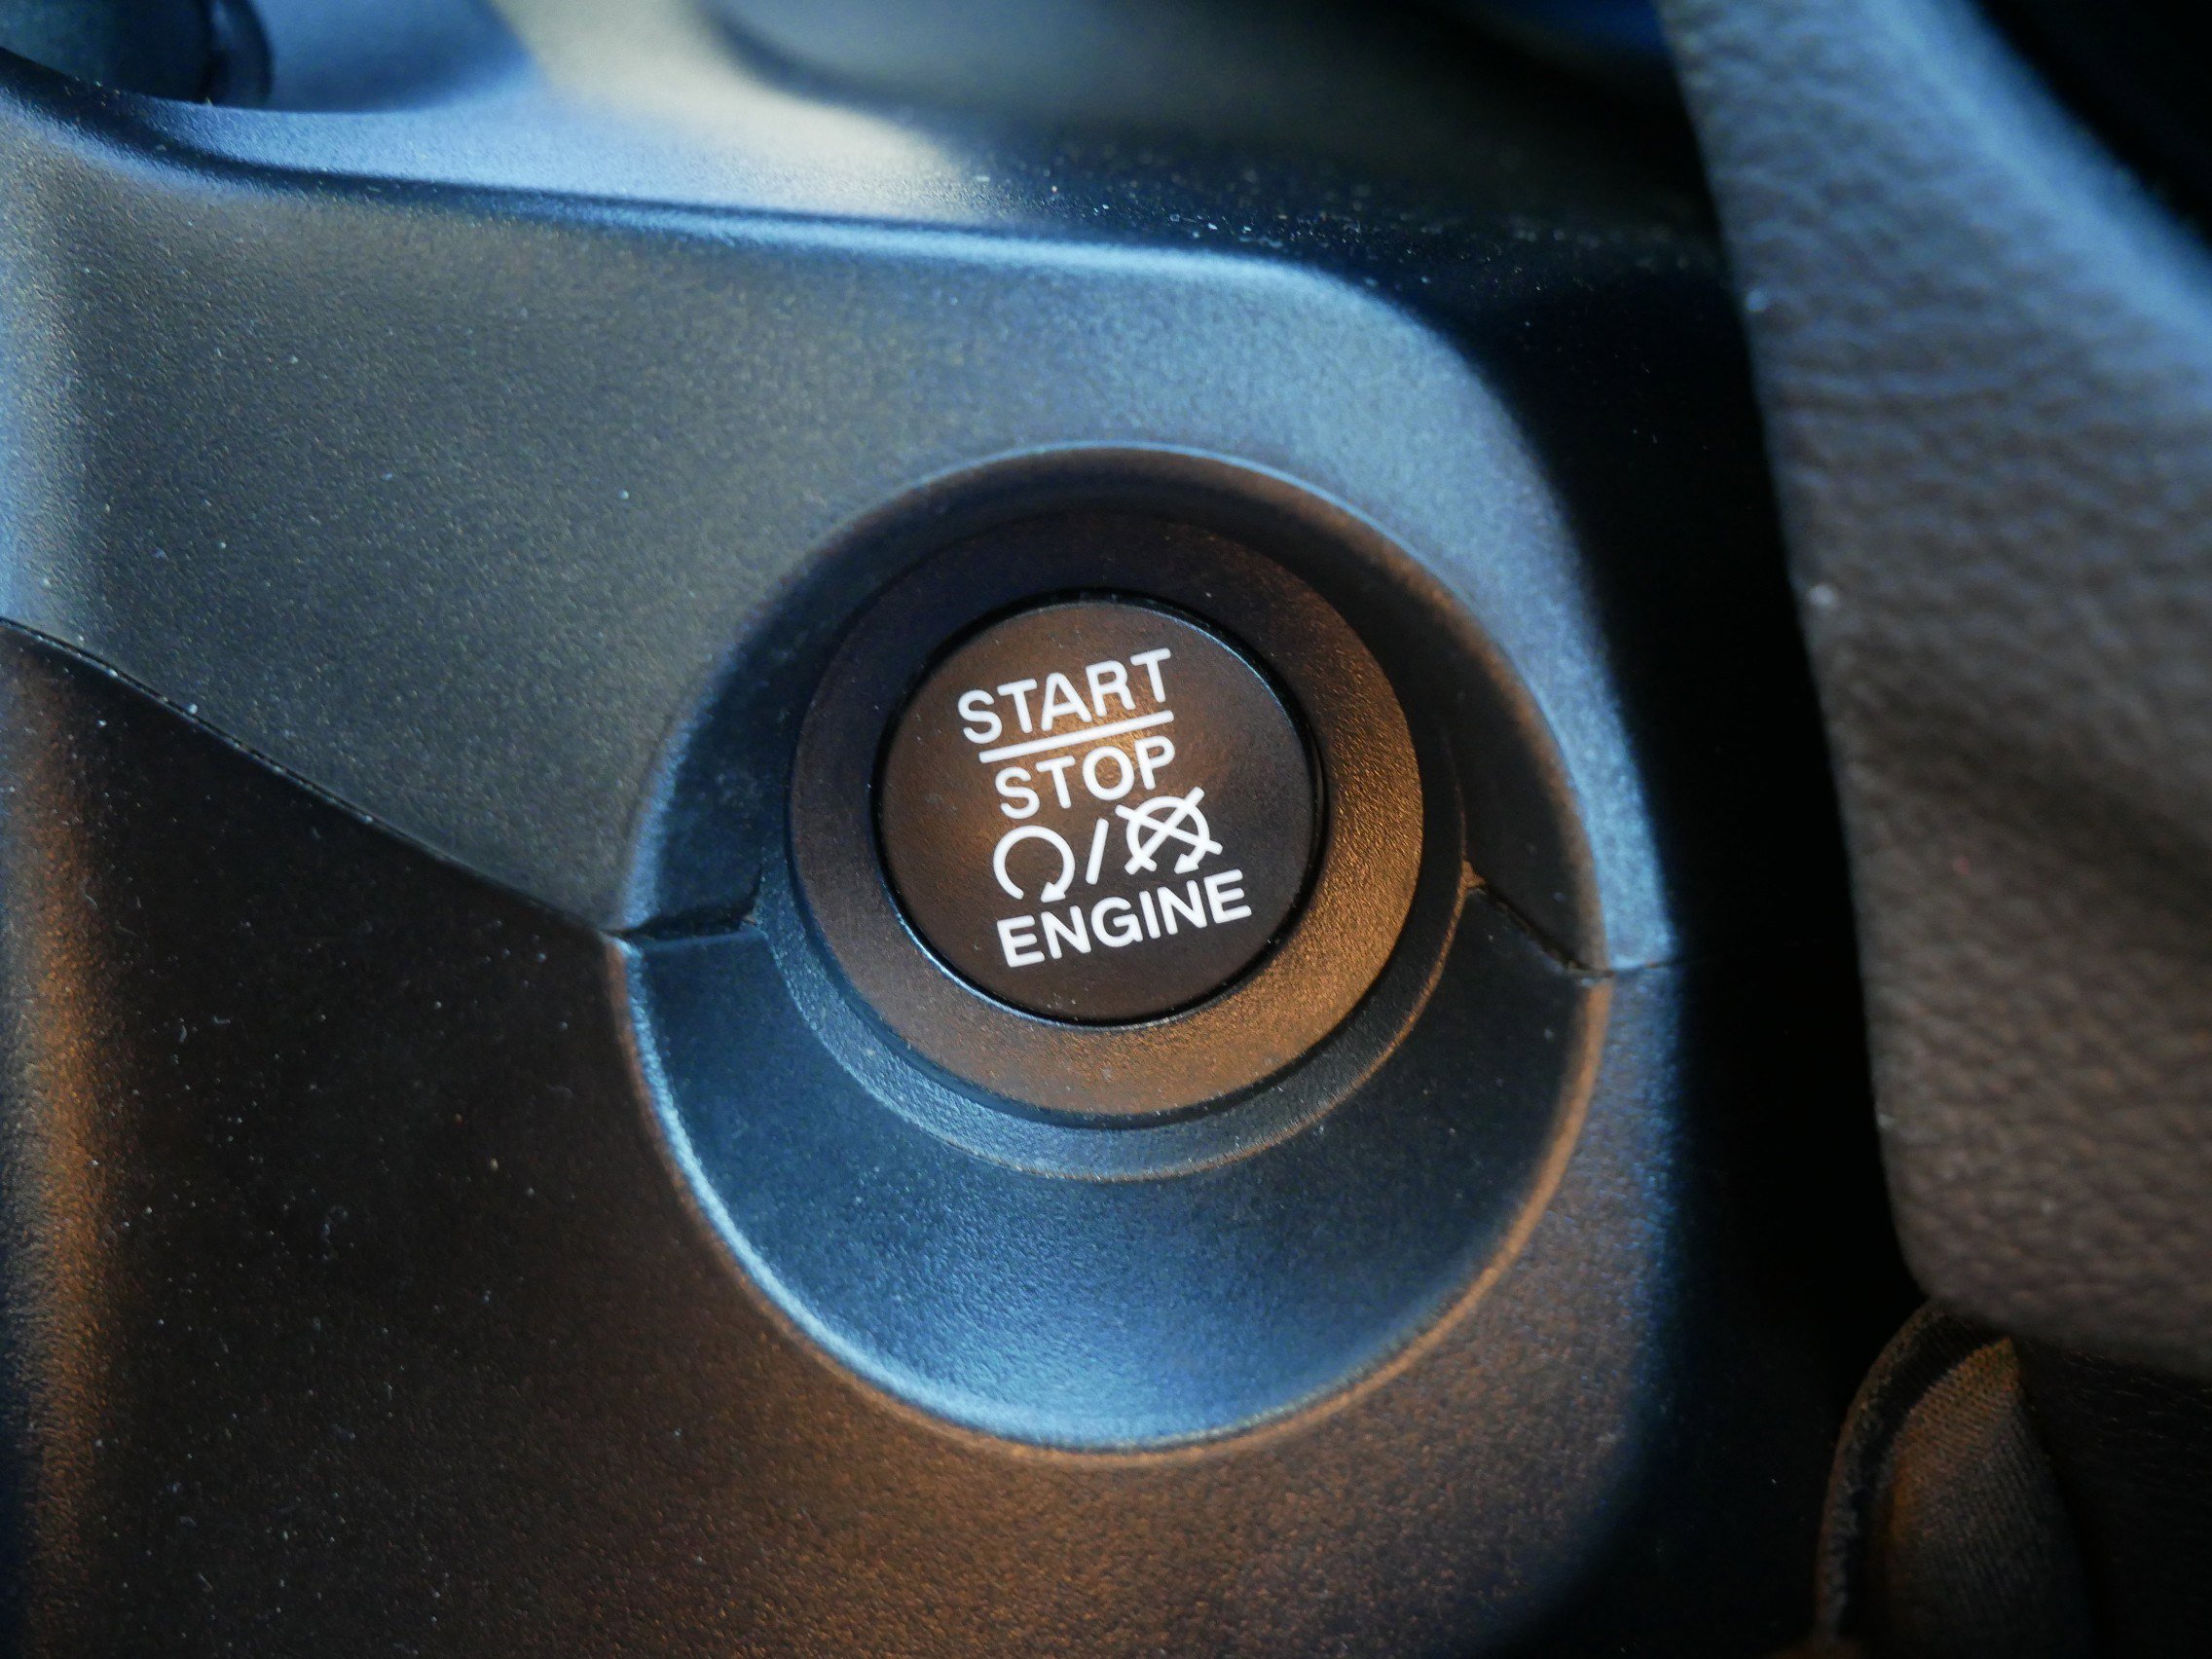 START
STOP
/
ENGINE